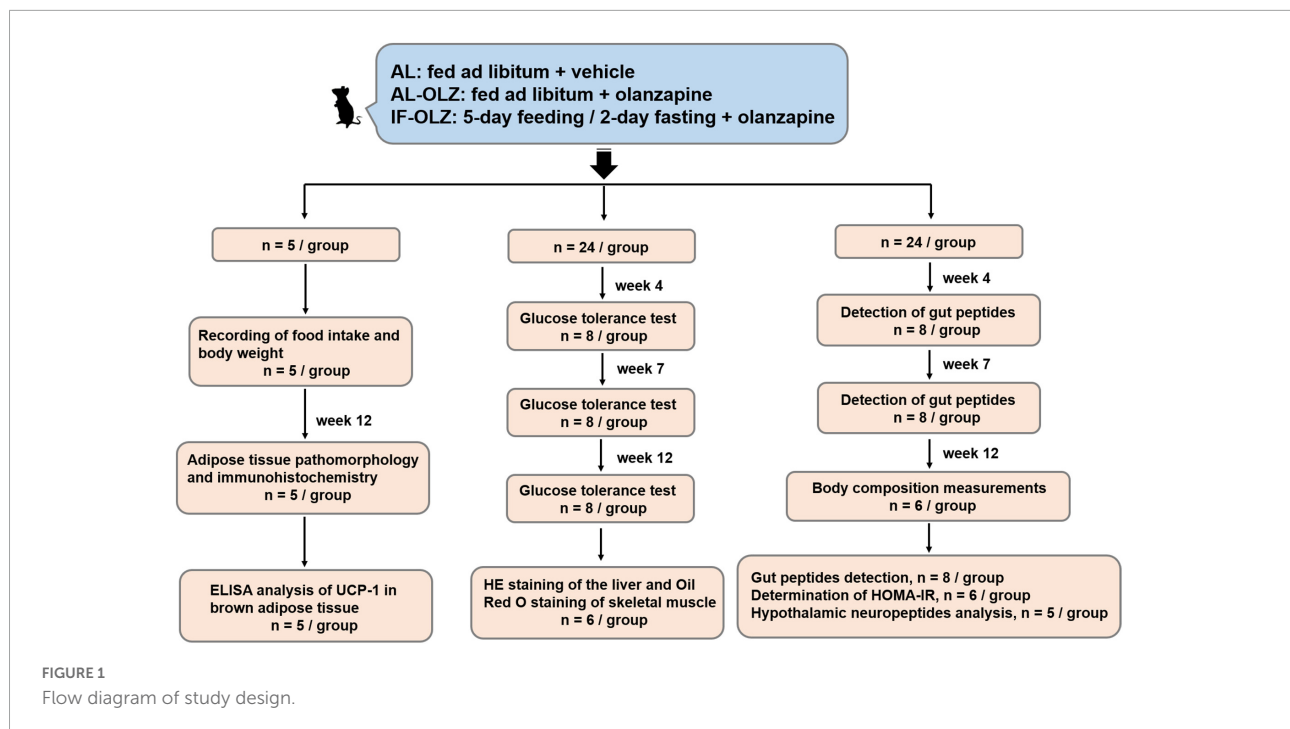 AL: fed ad libitum + vehicle
AL-OLZ: fed ad libitum + olanzapine
IF-OLZ: 5-day feeding / 2-day fasting + olanzapine
n = 5 / group
Recording of food intake and
body weight
n = 5 / group
week 12
Adipose tissue pathomorphology
and immunohistochemistry
n = 5 / group
ELISA analysis of UCP-1 in
brown adipose tissue
n = 5 / group
n = 24 / group
week 4
Glucose tolerance test
n = 8 / group
week 7
Glucose tolerance test
n = 8 / group
week 12
Glucose tolerance test
n = 8 / group
HE staining of the liver and Oil
Red O staining of skeletal muscle
n = 6 / group
n = 24 / group
week 4
Detection of gut peptides
n = 8 / group
week 7
Detection of gut peptides
n = 8 / group
week 12
Body composition measurements
n = 6 / group
Gut peptides detection, n = 8 / group
Determination of HOMA-IR, n = 6 / group
Hypothalamic neuropeptides analysis, n = 5 / group
FIGURE 1
Flow diagram of study design.